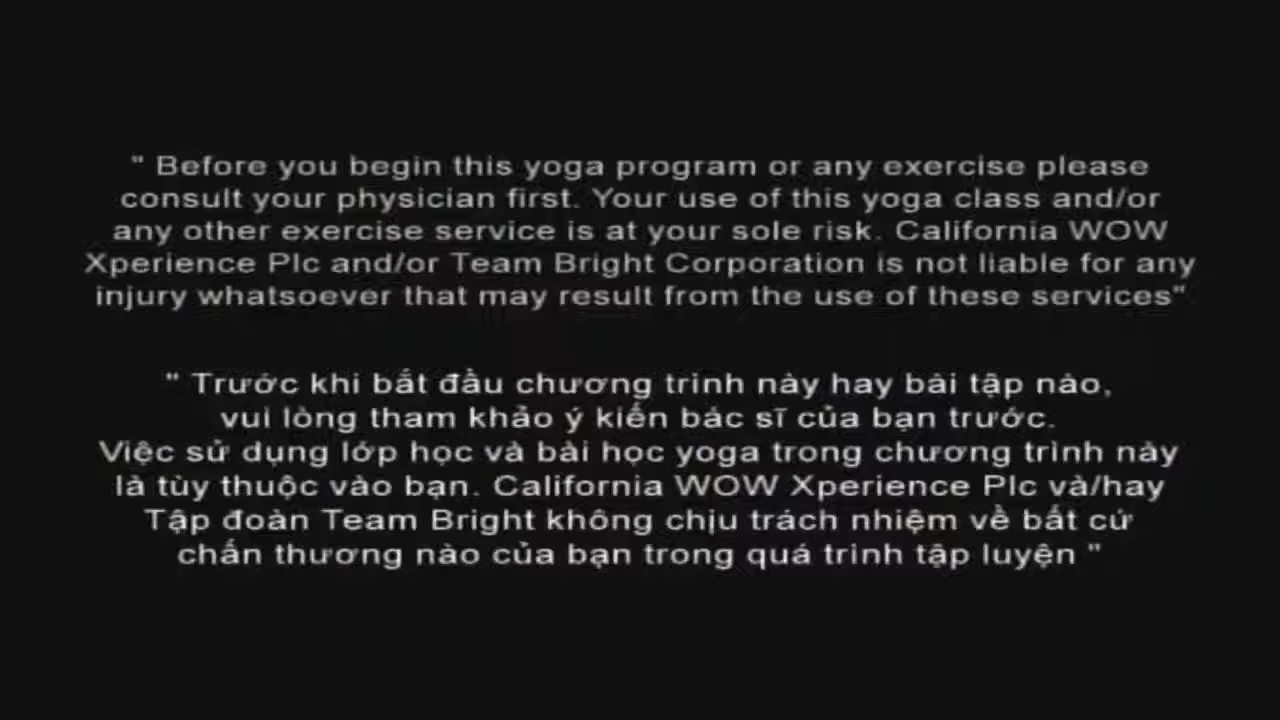 " Before you begin this yoga program or any exercise please
consult your physician first. Your use of this yoga class and/or
any other exercise service is at your sole risk. California WOW
Xperience Plc and/or Team Bright Corporation is not liable for any
injury whatsoever that may result from the use of these services"
" Trước khi bắt đầu chương trình này hay bài tập nào,
vui lòng tham khảo ý kiến bác sĩ của bạn trước.
Việc sử dụng lớp học và bài học yoga trong chương trình này
là tùy thuộc vào bạn. California WOW Xperience Plc và/hay
Tập đoàn Team Bright không chịu trách nhiệm về bất cứ
chấn thương nào của bạn trong quá trình tập luyện "